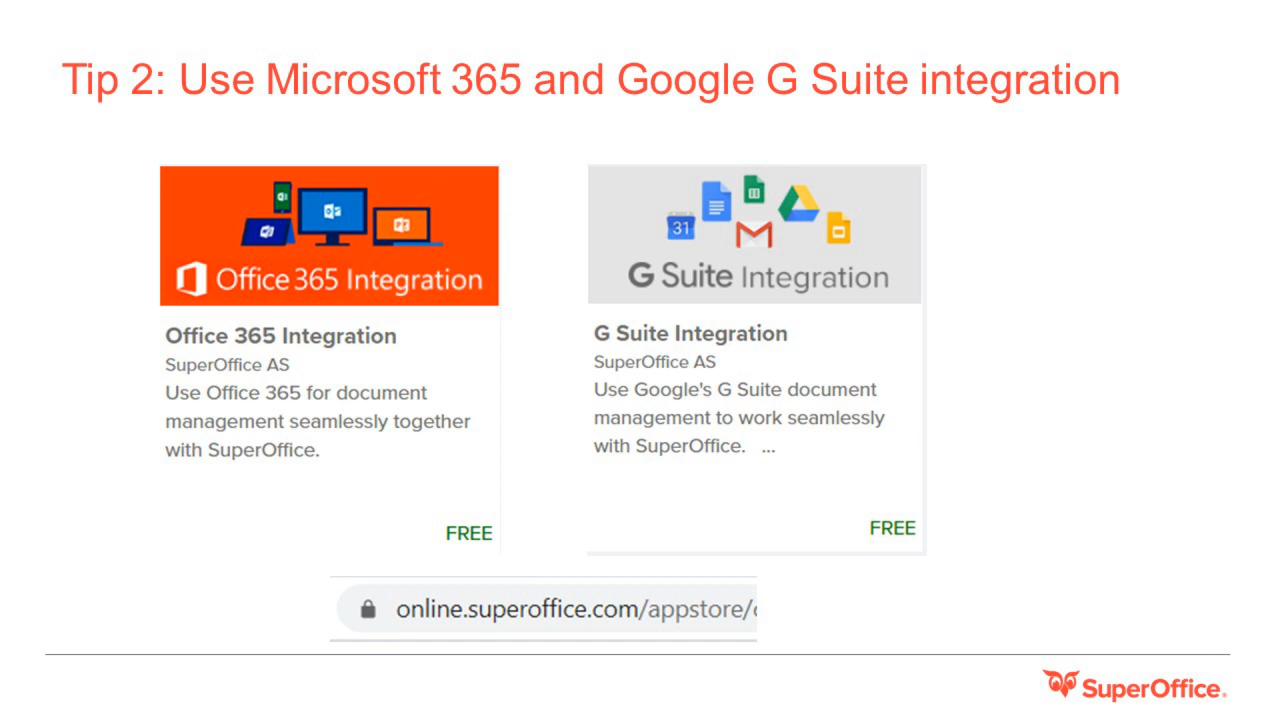 Tip 2: Use Microsoft 365 and Google G Suite integration
Office 365 Integration
Office 365 Integration
SuperOffice AS
Use Office 365 for document
management seamlessly together
with SuperOffice.
FREE
31
G Suite Integration
G Suite Integration
SuperOffice AS
Use Google's G Suite document
management to work seamlessly
with SuperOffice. ...
FREE
online.superoffice.com/appstore/
SuperOffice.